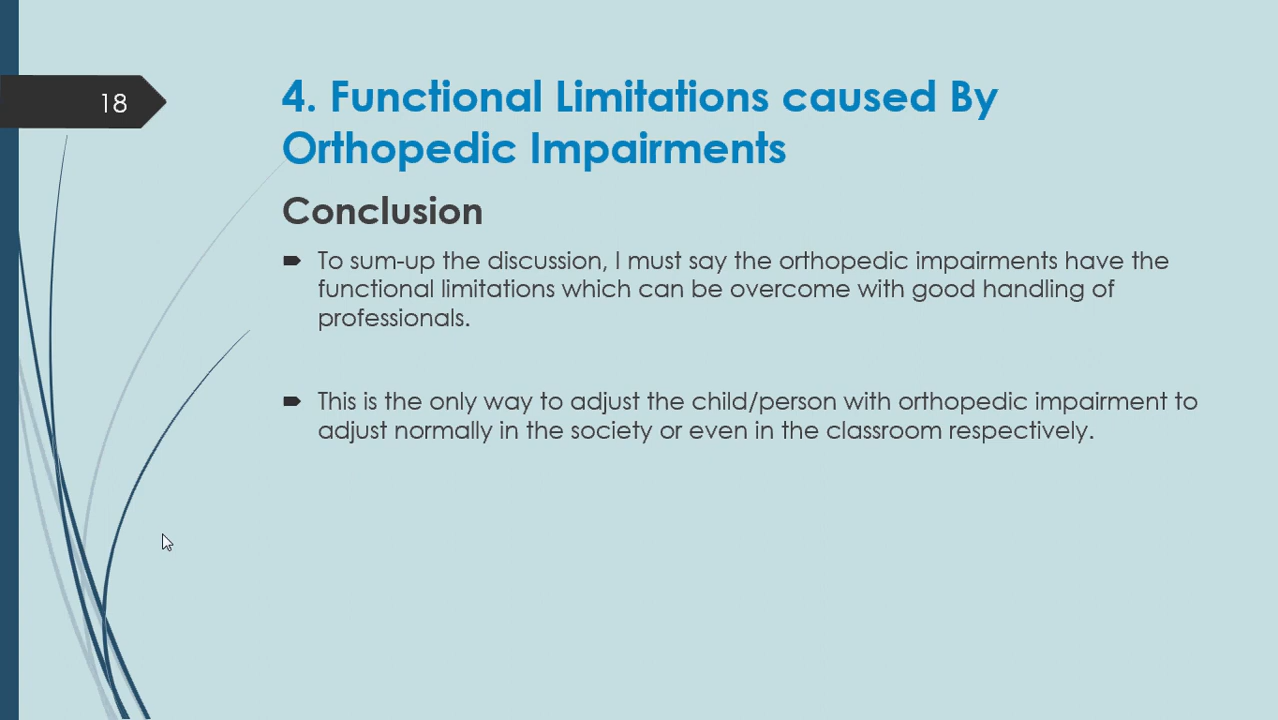 18
4. Functional Limitations caused By
Orthopedic Impairments
Conclusion
To sum-up the discussion, I must say the orthopedic impairments have the
functional limitations which can be overcome with good handling of
professionals.
This is the only way to adjust the child/person with orthopedic impairment to
adjust normally in the society or even in the classroom respectively.